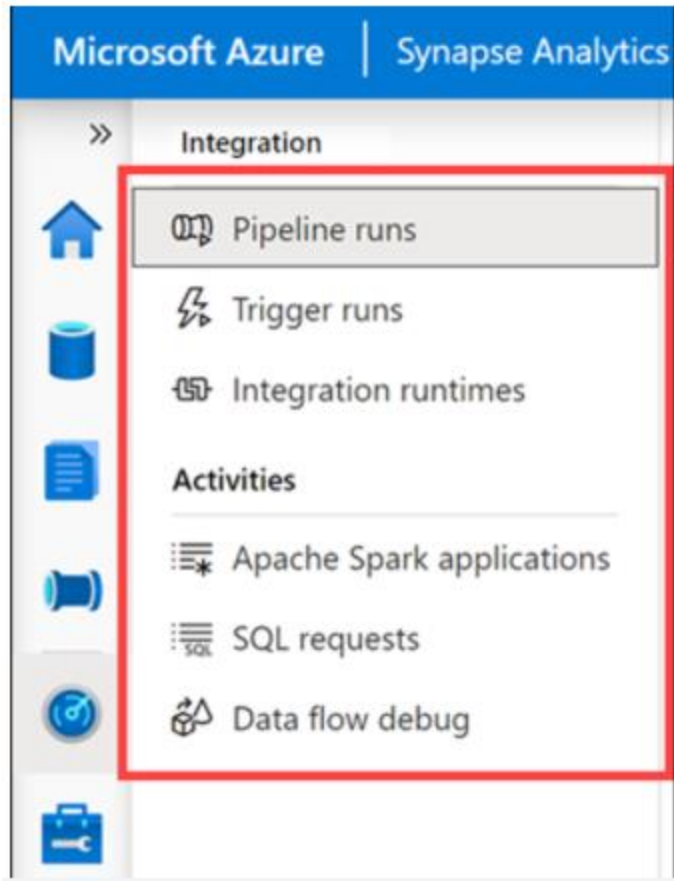 Microsoft Azure | Synapse Analytics
Integration
Pipeline runs
Trigger runs
Integration runtimes
Activities
Apache Spark applications
SQL requests
Data flow debug